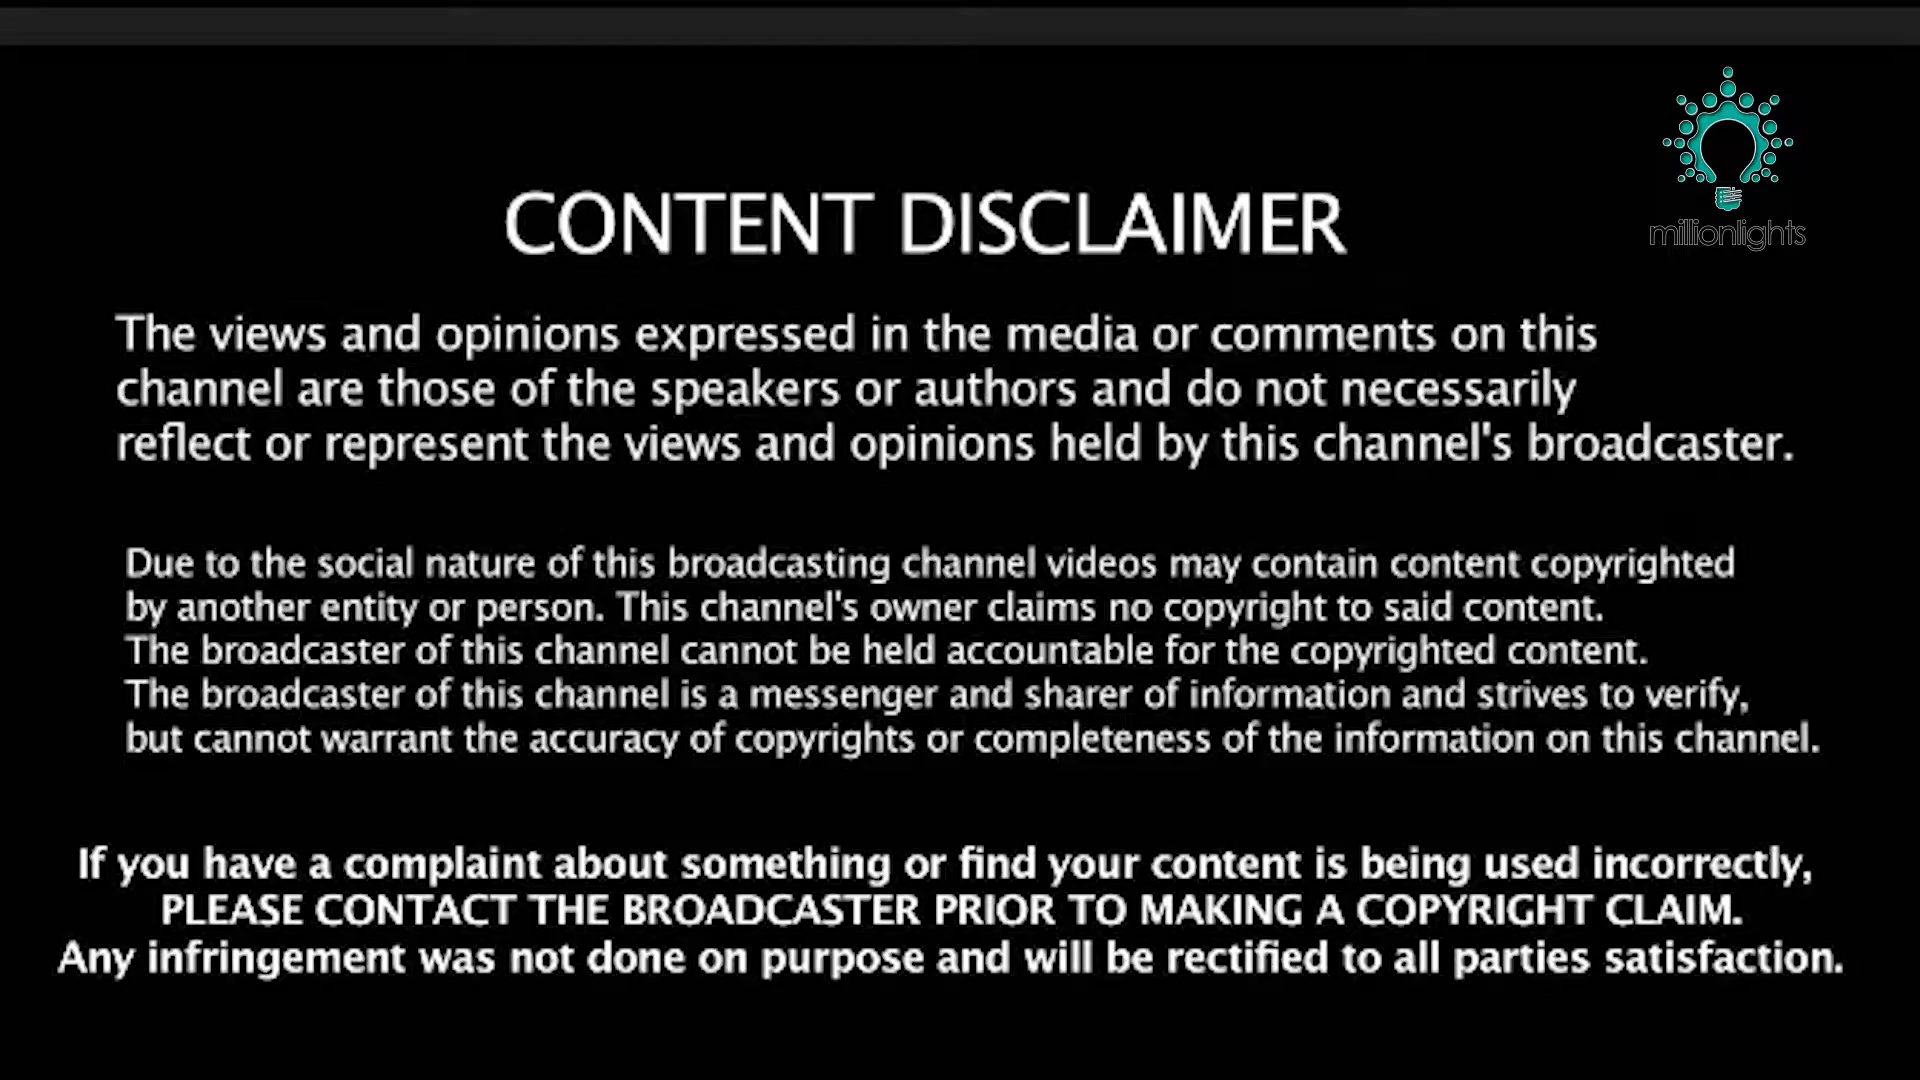 millionlights
CONTENT DISCLAIMER
The views and opinions expressed in the media or comments on this
channel are those of the speakers or authors and do not necessarily
reflect or represent the views and opinions held by this channel's broadcaster.
Due to the social nature of this broadcasting channel videos may contain content copyrighted
by another entity or person. This channel's owner claims no copyright to said content.
The broadcaster of this channel cannot be held accountable for the copyrighted content.
The broadcaster of this channel is a messenger and sharer of information and strives to verify,
but cannot warrant the accuracy of copyrights or completeness of the information on this channel.
If you have a complaint about something or find your content is being used incorrectly,
PLEASE CONTACT THE BROADCASTER PRIOR TO MAKING A COPYRIGHT CLAIM.
Any infringement was not done on purpose and will be rectified to all parties satisfaction.